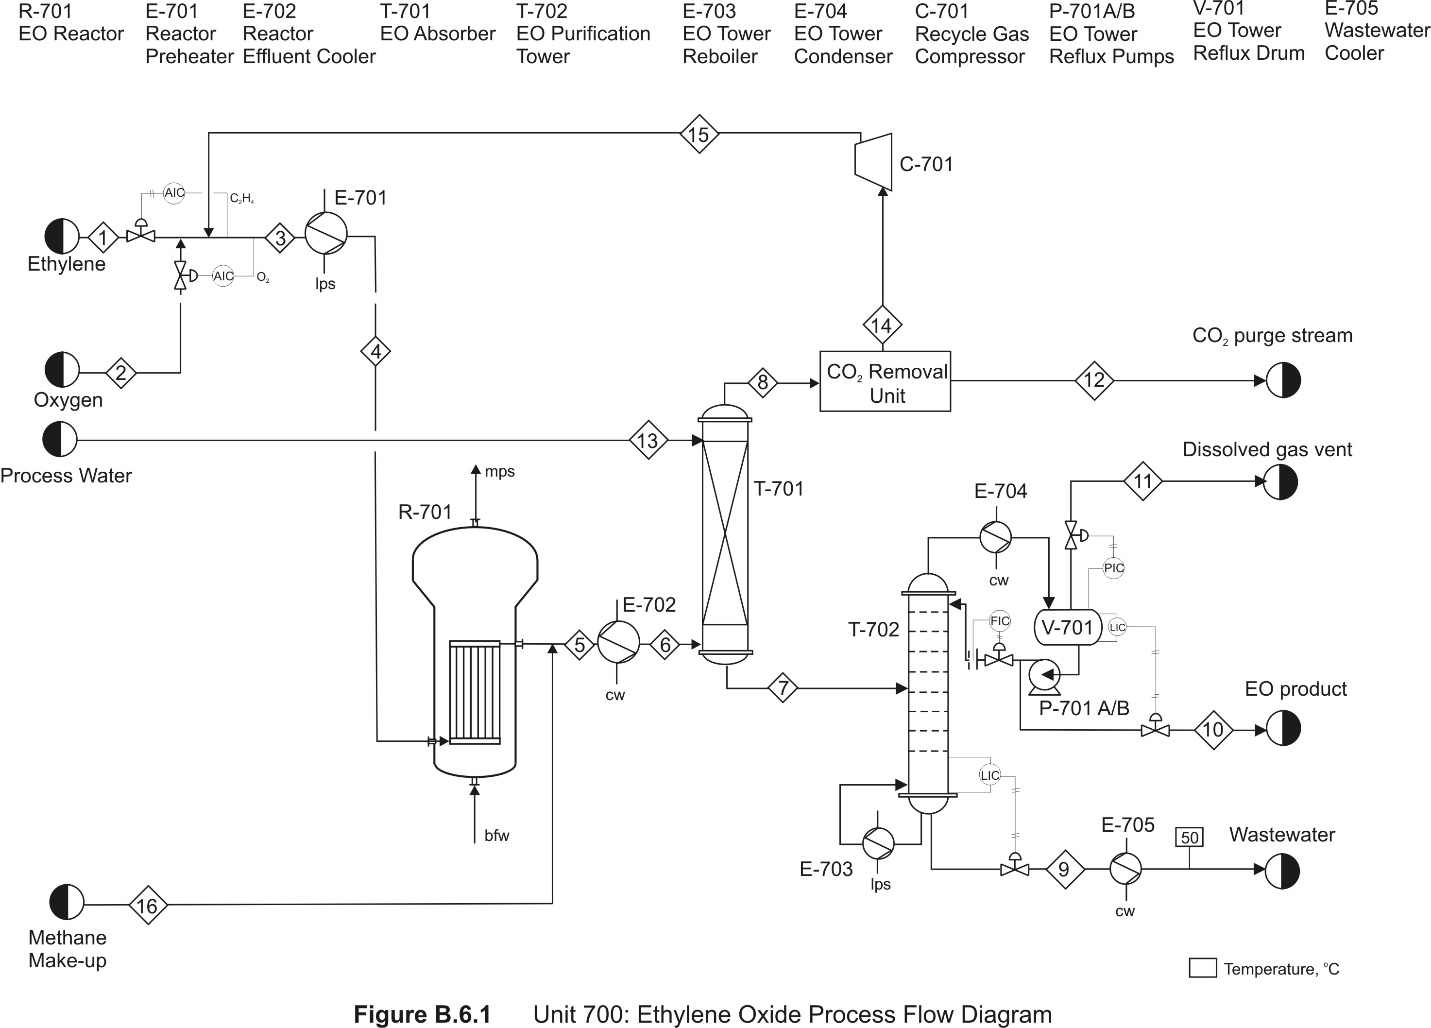 R-701
EO Reactor
E-701
Reactor
Preheater
E-702
Reactor
Effluent Cooler
T-701
EO Absorber
T-702
EO Purification
Tower
E-703
EO Tower
Reboiler
E-704
EO Tower
Condenser
C-701
Recycle Gas
Compressor
P-701A/B
EO Tower
Reflux Pumps
V-701
EO Tower
Reflux Drum
E-705
Wastewater
Cooler
15
C-701
AIC
C₂H₄
E-701
1
3
Ethylene
AIC
O₂
lps
14
4
2
Oxygen
CO₂ purge stream
8
CO₂ Removal
Unit
12
13
Process Water
Dissolved gas vent
mps
11
T-701
E-704
R-701
cw
PIC
E-702
T-702
FIC
V-701
LIC
5
6
cw
7
P-701 A/B
EO product
10
LIC
bfw
E-703
lps
E-705
50
Wastewater
9
cw
16
Methane
Make-up
Temperature, °C
Figure B.6.1 Unit 700: Ethylene Oxide Process Flow Diagram